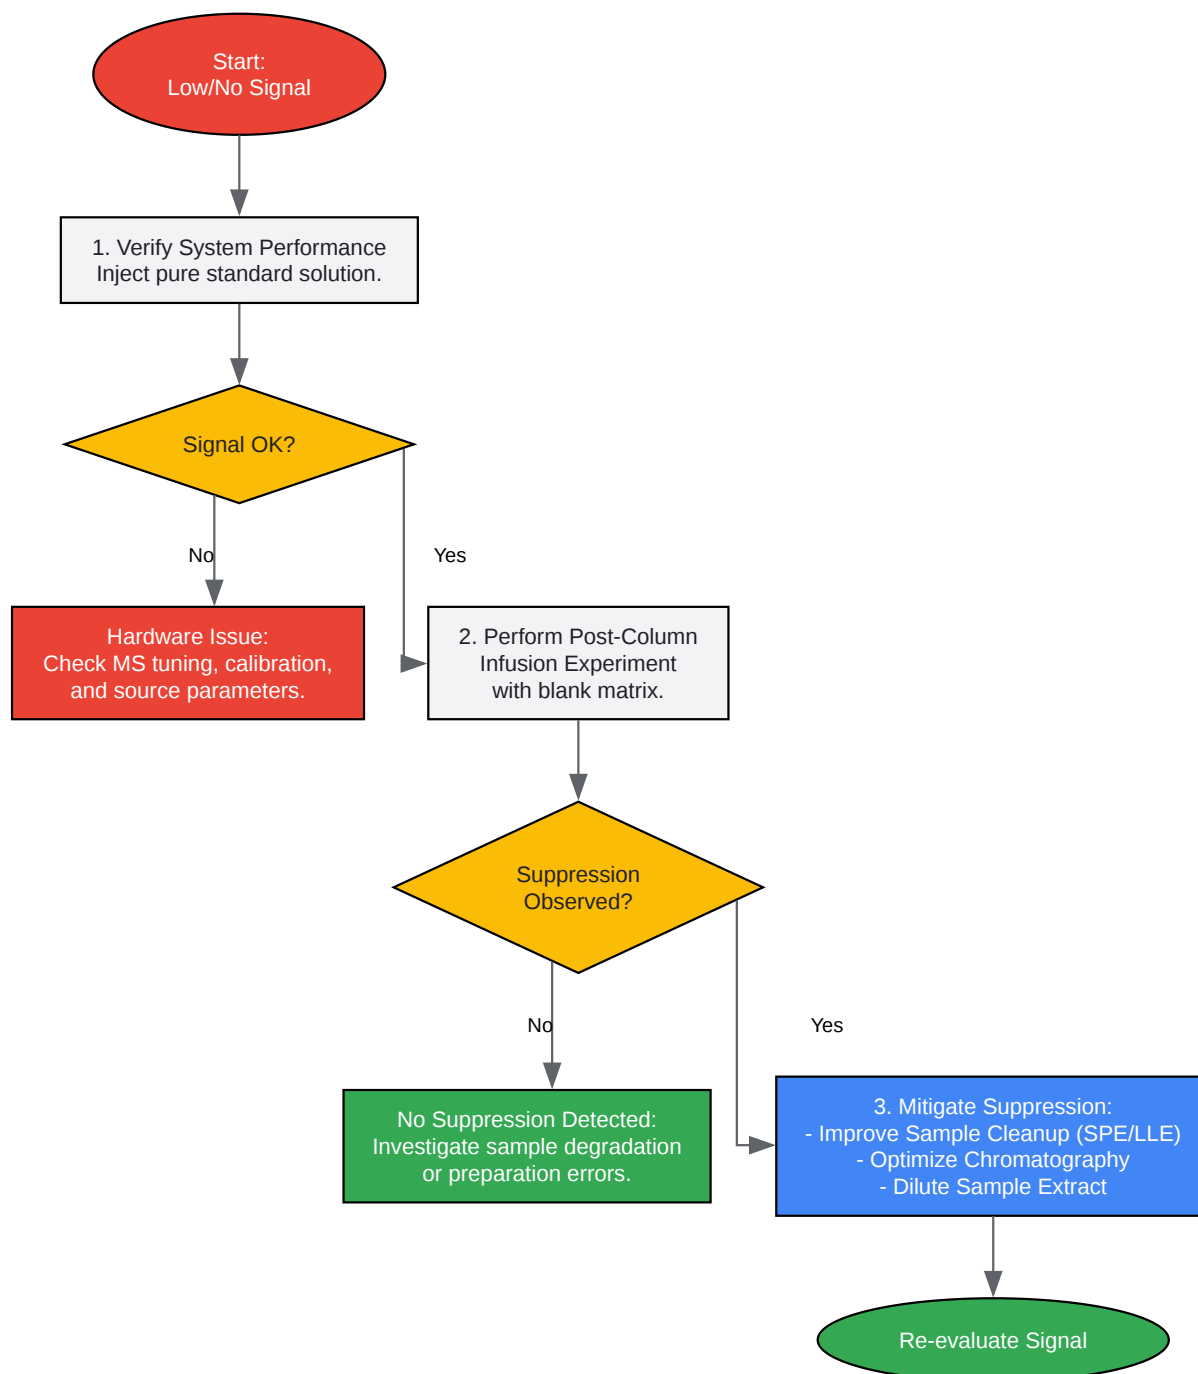 Start:
Low/No Signal
1. Verify System Performance
Inject pure standard solution.
Signal OK?
No
Yes
Hardware Issue:
Check MS tuning, calibration,
and source parameters.
2. Perform Post-Column
Infusion Experiment
with blank matrix.
Suppression
Observed?
No
Yes
No Suppression Detected:
Investigate sample degradation
or preparation errors.
3. Mitigate Suppression:
- Improve Sample Cleanup (SPE/LLE)
- Optimize Chromatography
- Dilute Sample Extract
Re-evaluate Signal